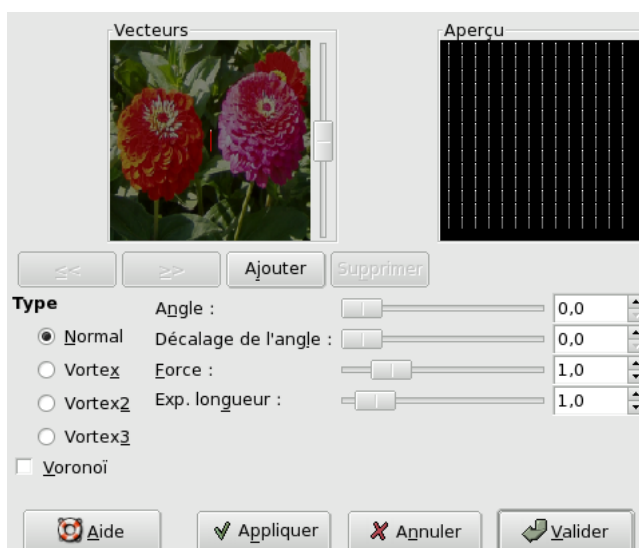 Vecteurs Aperçu
<< >> Ajouter Supprimer
Type Angle : 0,0
Normal Décalage de l'angle : 0,0
Vortex Force : 1,0
Vortex2 Exp. longueur : 1,0
Vortex3
Voronoï
Aide Appliquer Annuler Valider